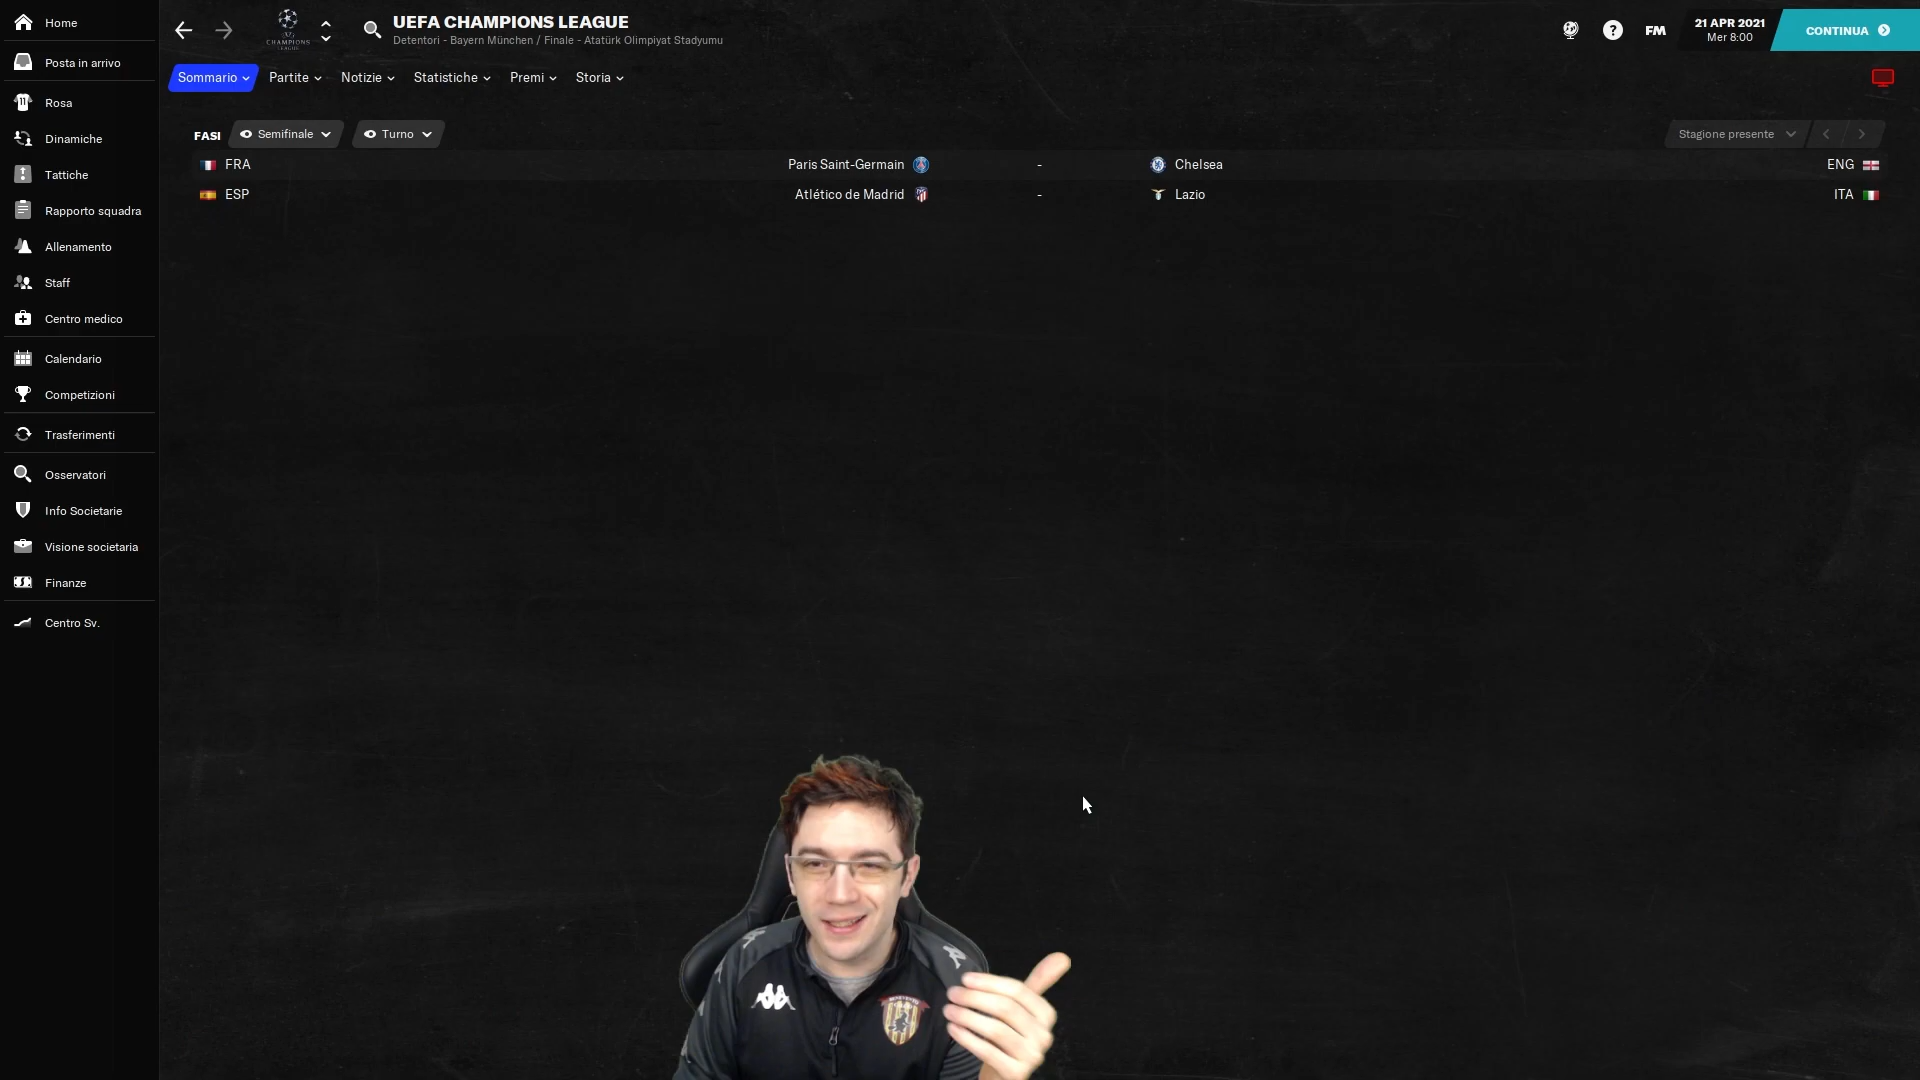 Home
Posta in arrivo
Rosa
Dinamiche
Tattiche
Rapporto squadra
Allenamento
Staff
Centro medico
Calendario
Competizioni
Trasferimenti
Osservatori
Info Societarie
Visione societaria
Finanze
Centro Sv.
CHAMPIONS
LEAGUE
UEFA CHAMPIONS LEAGUE
Detentori - Bayern München / Finale - Atatürk Olimpiyat Stadyumu
?
FM
21 APR 2021
Mer 8:00
CONTINUA
Sommario
Partite
Notizie
Statistiche
Premi
Storia
FASI
Semifinale
Turno
Stagione presente
FRA Paris Saint-Germain - Chelsea ENG
ESP Atlético de Madrid - Lazio ITA
BENEVENTO